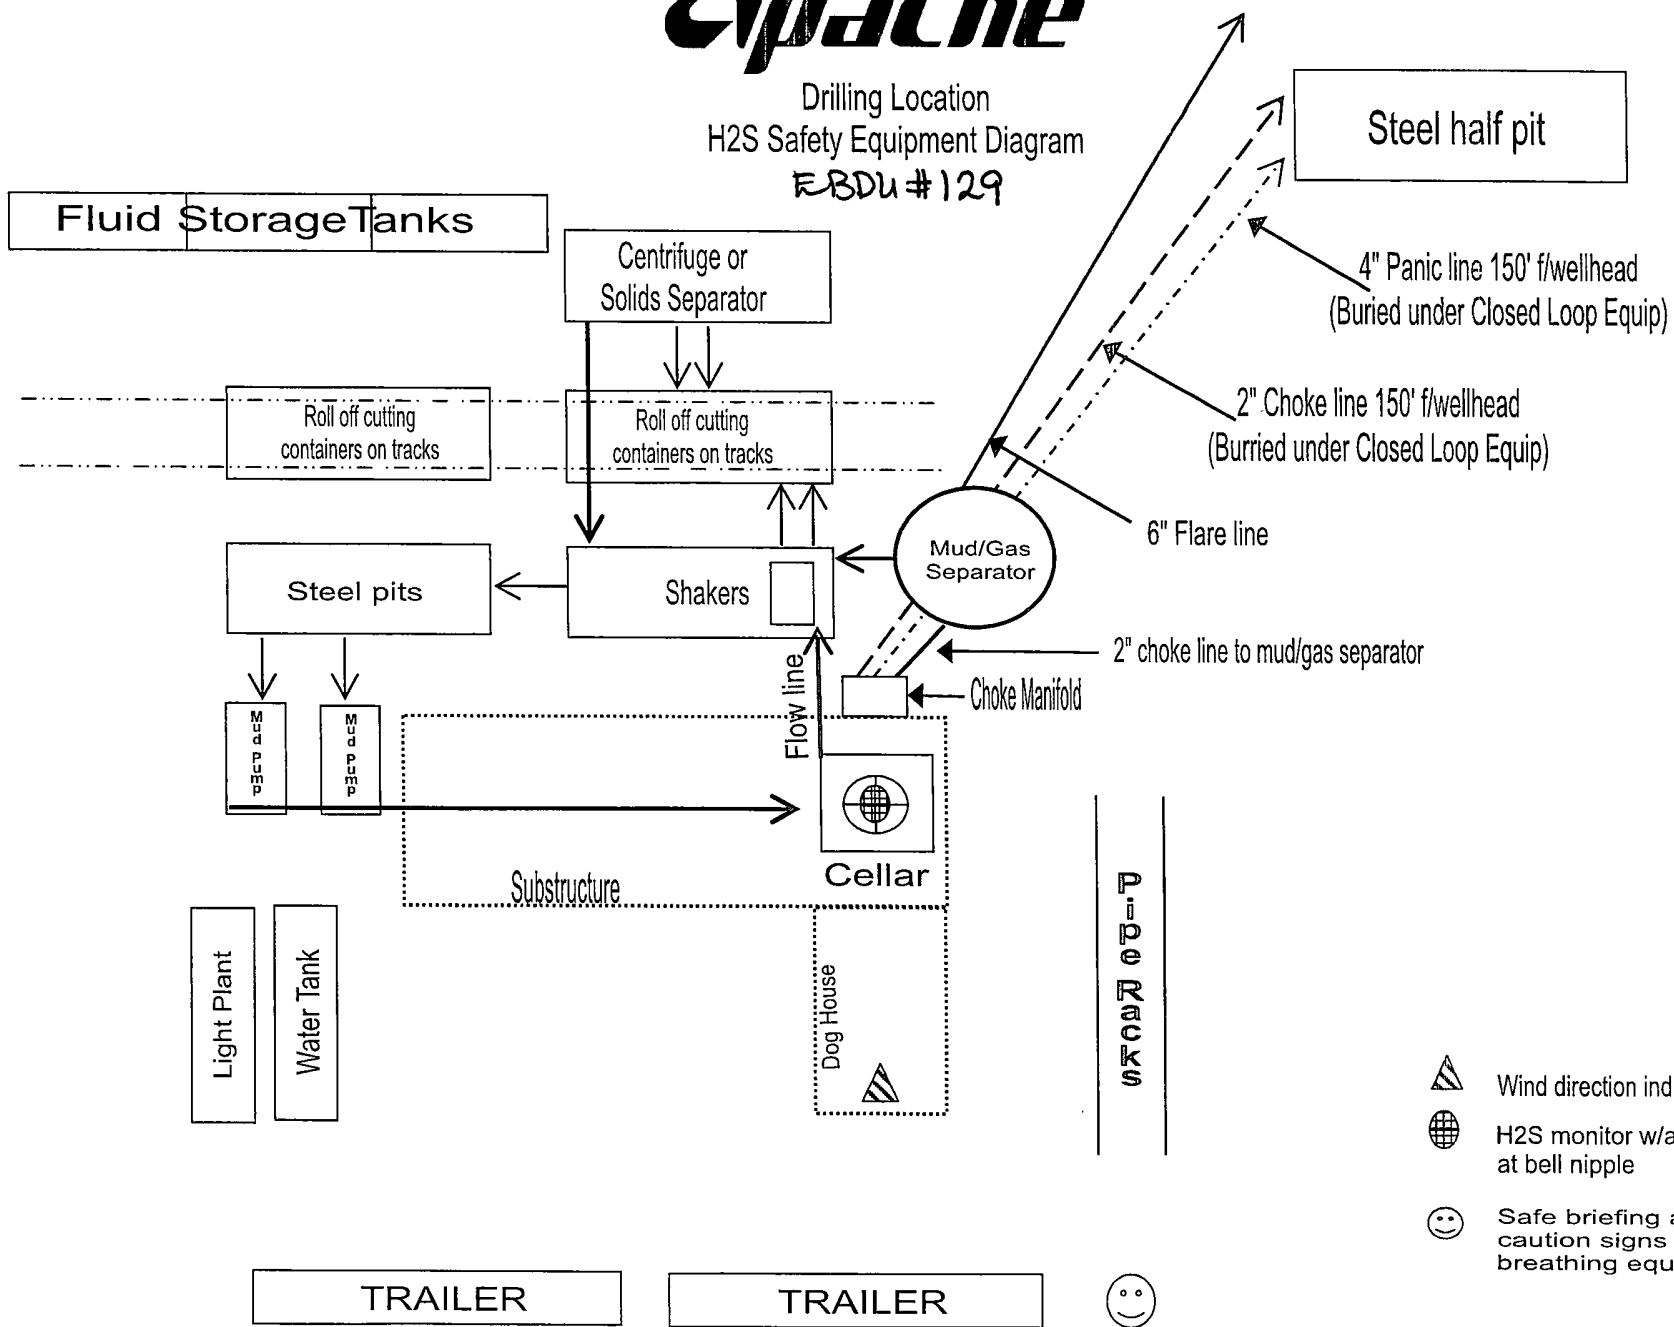 Apache
Drilling Location
H2S Safety Equipment Diagram
EBDU #129
Steel half pit
Fluid StorageTanks
Centrifuge or
Solids Separator
4" Panic line 150' f/wellhead
(Buried under Closed Loop Equip)
Roll off cutting
containers on tracks
Roll off cutting
containers on tracks
2" Choke line 150' f/wellhead
(Burried under Closed Loop Equip)
6" Flare line
Mud/Gas
Separator
Steel pits
Shakers
2" choke line to mud/gas separator
Choke Manifold
Flow line
Mud Pump
Mud Pump
Cellar
Substructure
Pipe Racks
Light Plant
Water Tank
Dog House
Wind direction ind
H2S monitor w/a
at bell nipple
Safe briefing a
caution signs
breathing equ
TRAILER
TRAILER